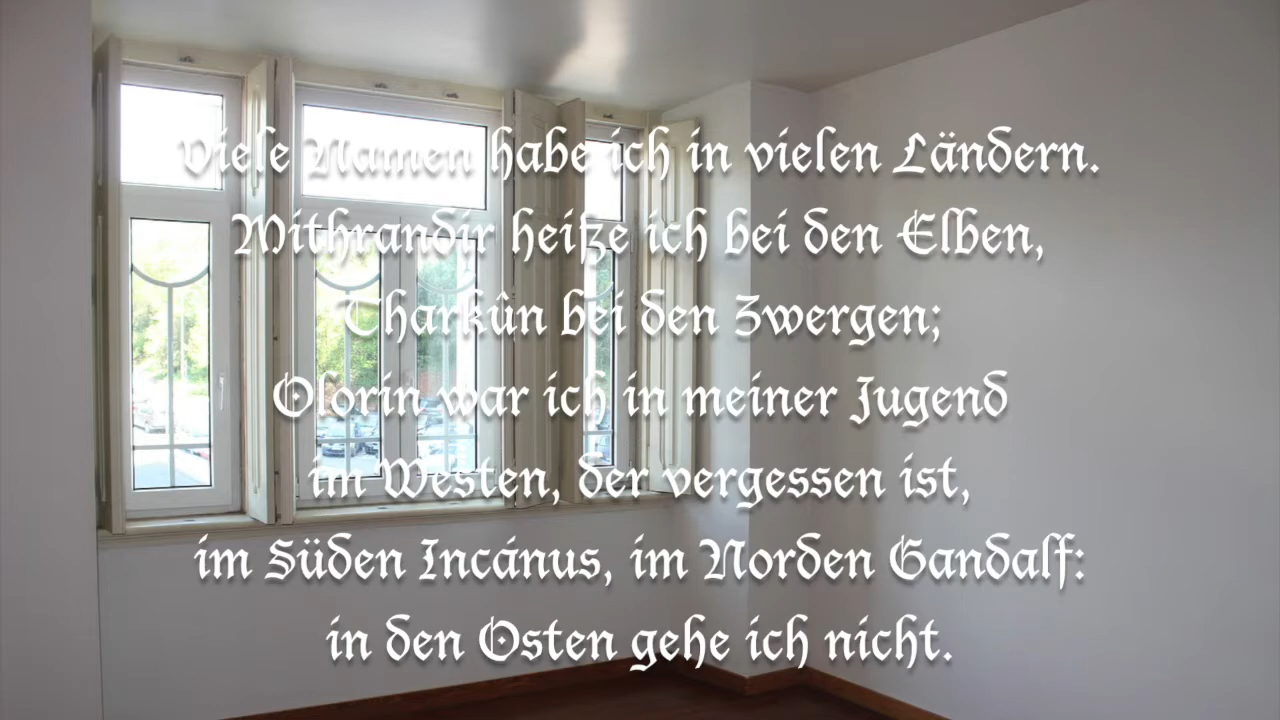 Viele Namen habe ich in vielen Ländern.
Mithrandir heiße ich bei den Elben,
Tharkûn bei den Zwergen;
Olorin war ich in meiner Jugend
im Westen, der vergessen ist,
im Süden Incánus, im Norden Gandalf:
in den Osten gehe ich nicht.